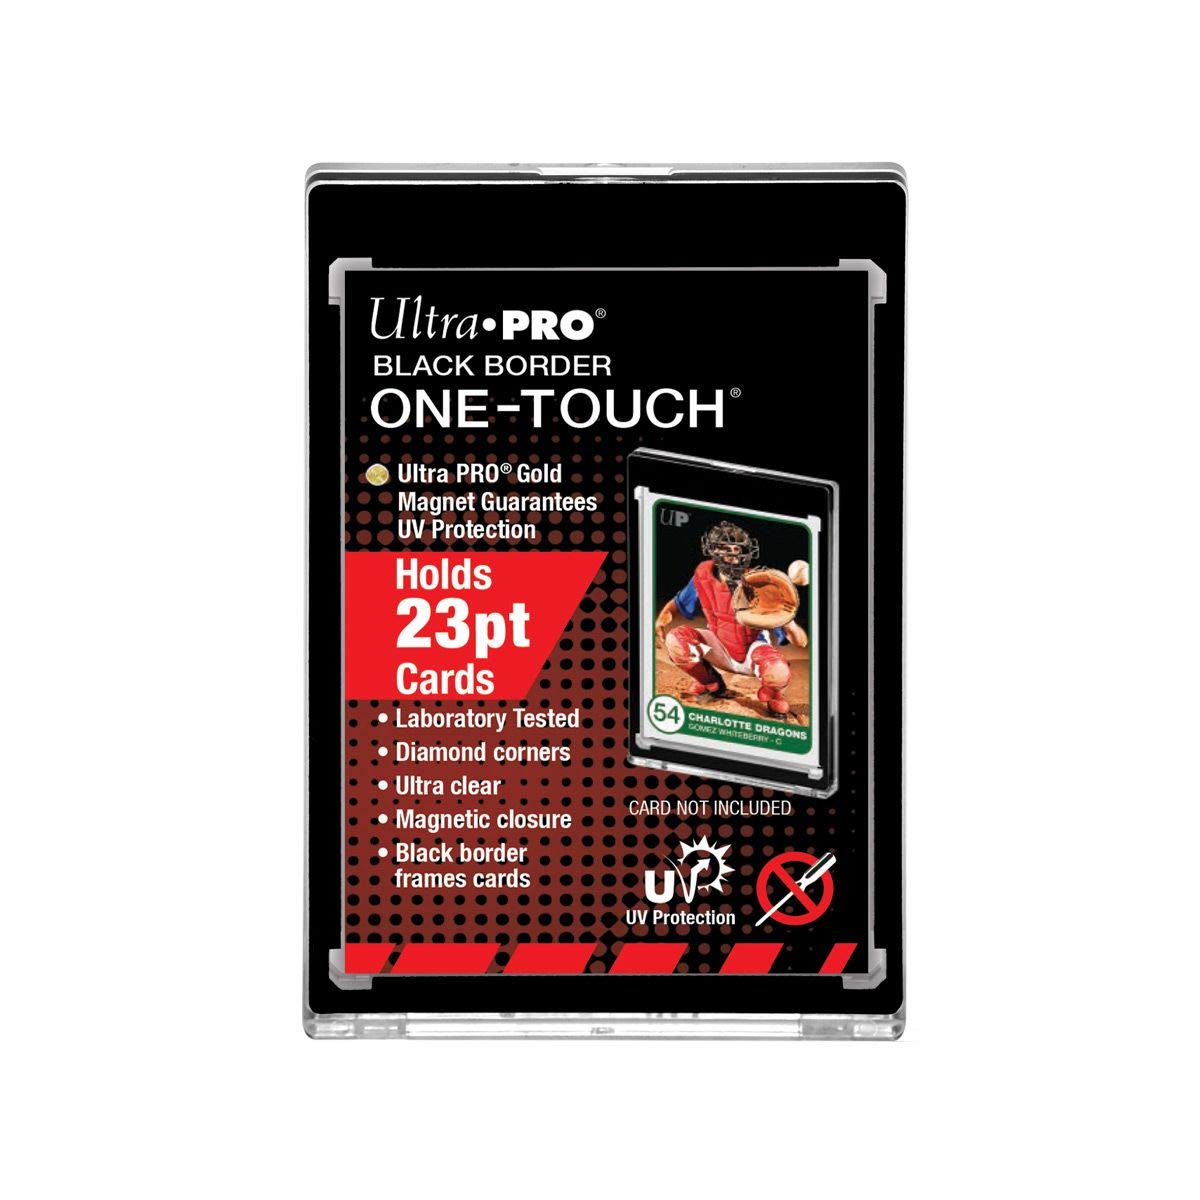 Ultra•PRO®
BLACK BORDER
ONE-TOUCH®
Ultra PRO® Gold
Magnet Guarantees
UV Protection
Holds
23pt
Cards
• Laboratory Tested
• Diamond corners
• Ultra clear
• Magnetic closure
• Black border
frames cards
UP
54
CHARLOTTE DRAGONS
GOMEZ WHITEBERRY - C
CARD NOT INCLUDED
UV
UV Protection